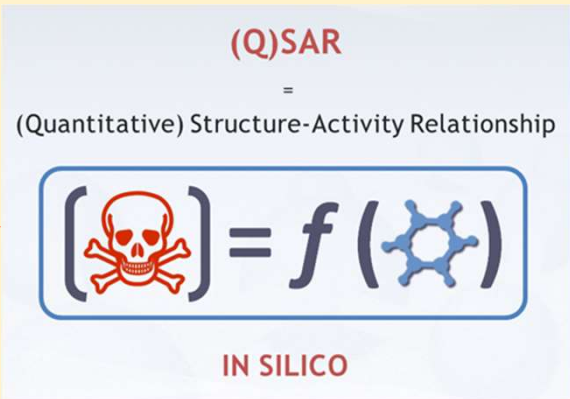 (Q)SAR
=
(Quantitative) Structure-Activity Relationship
[ ] = f ( )
IN SILICO